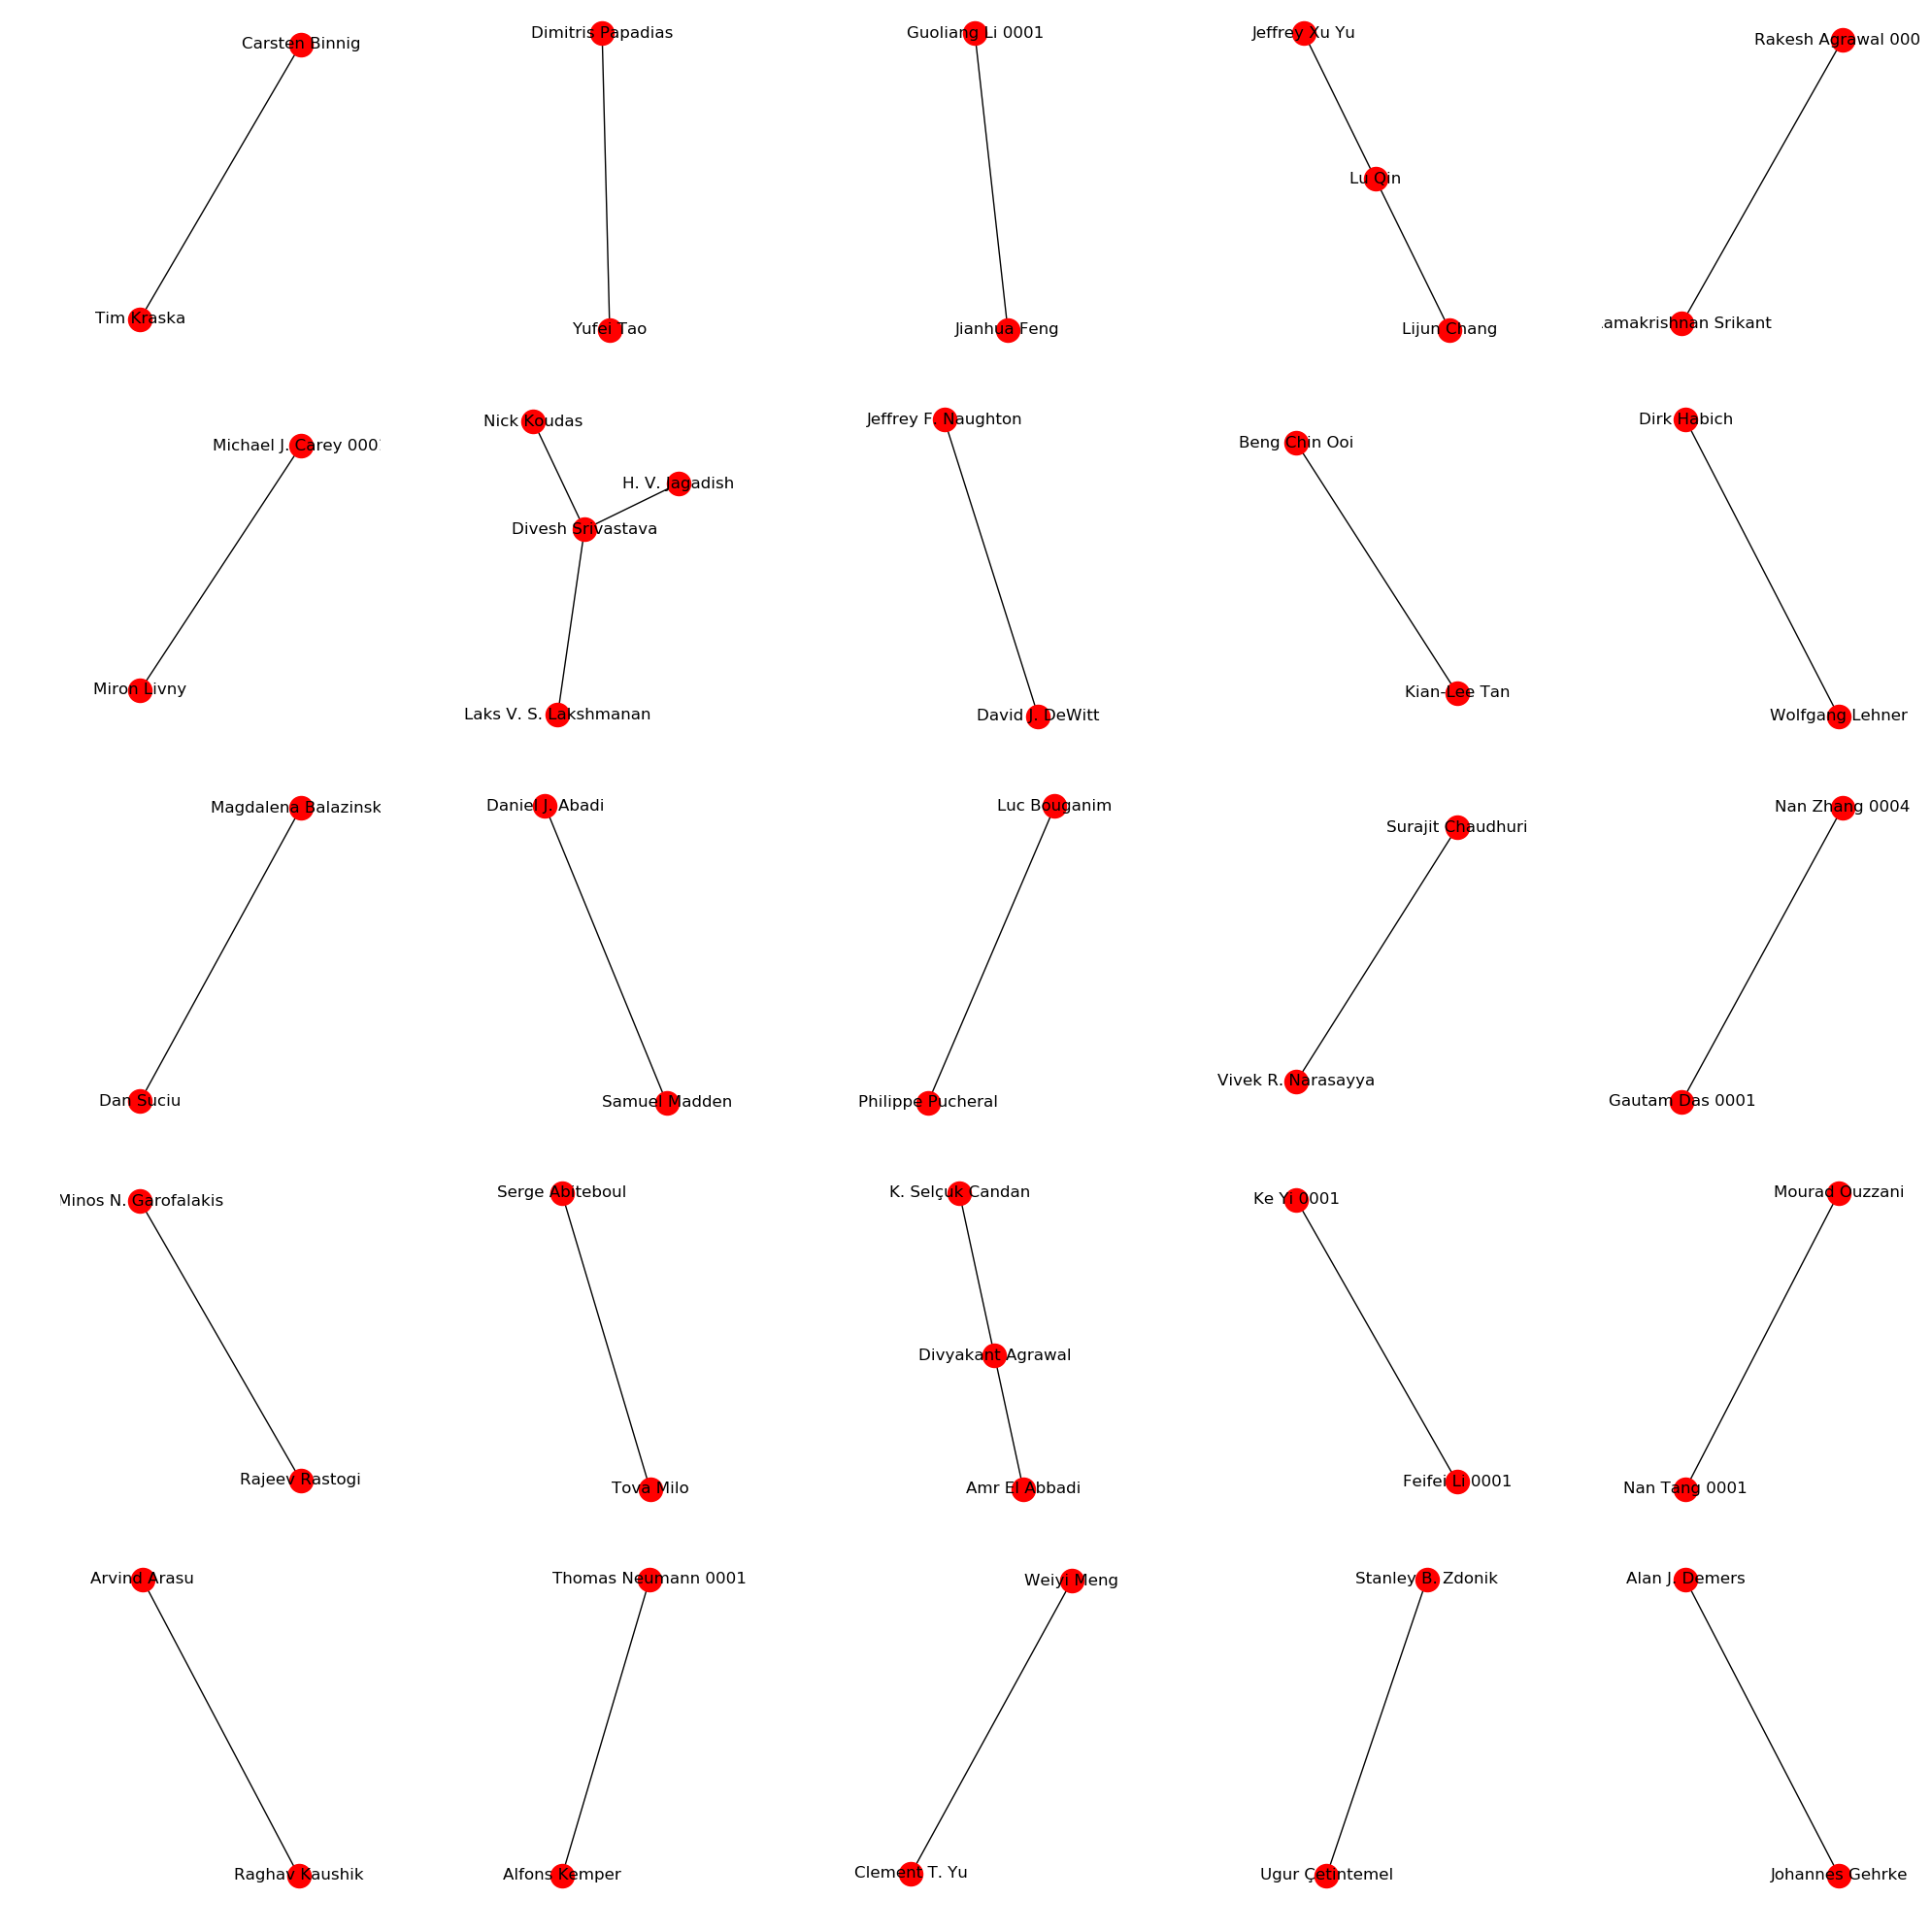 Carsten Binnig
Tim Kraska
Dimitris Papadias
Yufei Tao
Guoliang Li 0001
Jianhua Feng
Jeffrey Xu Yu
Lu Qin
Lijun Chang
Rakesh Agrawal 000
amakrishnan Srikant
Michael J. Carey 000
Miron Livny
Nick Koudas
H. V. Jagadish
Divesh Srivastava
Laks V. S. Lakshmanan
Jeffrey F. Naughton
David J. DeWitt
Beng Chin Ooi
Kian-Lee Tan
Dirk Habich
Wolfgang Lehner
Magdalena Balazinsk
Dan Suciu
Daniel J. Abadi
Samuel Madden
Luc Bouganim
Philippe Pucheral
Surajit Chaudhuri
Vivek R. Narasayya
Nan Zhang 0004
Gautam Das 0001
Minos N. Garofalakis
Rajeev Rastogi
Serge Abiteboul
Tova Milo
K. Selçuk Candan
Divyakant Agrawal
Amr El Abbadi
Ke Yi 0001
Feifei Li 0001
Mourad Ouzzani
Nan Tang 0001
Arvind Arasu
Raghav Kaushik
Thomas Neumann 0001
Alfons Kemper
Weiyi Meng
Clement T. Yu
Stanley B. Zdonik
Ugur Çetintemel
Alan J. Demers
Johannes Gehrke